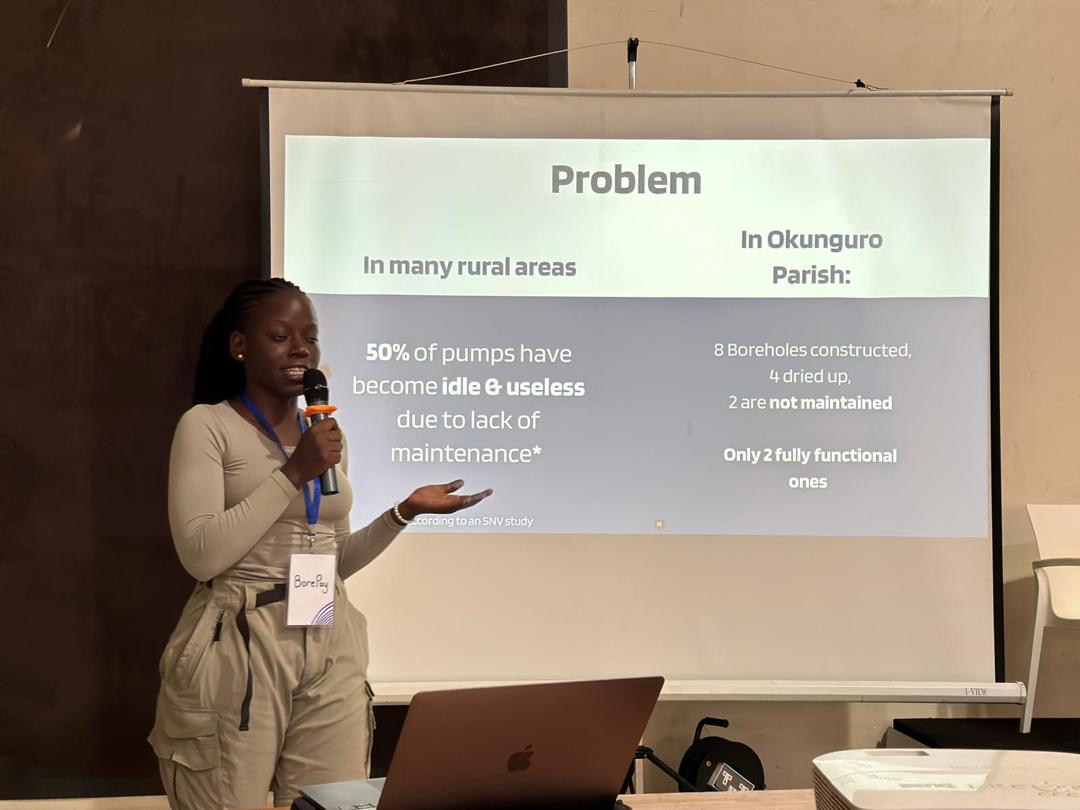 Problem
In many rural areas
In Okunguro
Parish:
50% of pumps have
become idle & useless
due to lack of
maintenance*
8 Boreholes constructed,
4 dried up,
2 are not maintained
Only 2 fully functional
ones
to an SNV study
BorePay
I-VIEW